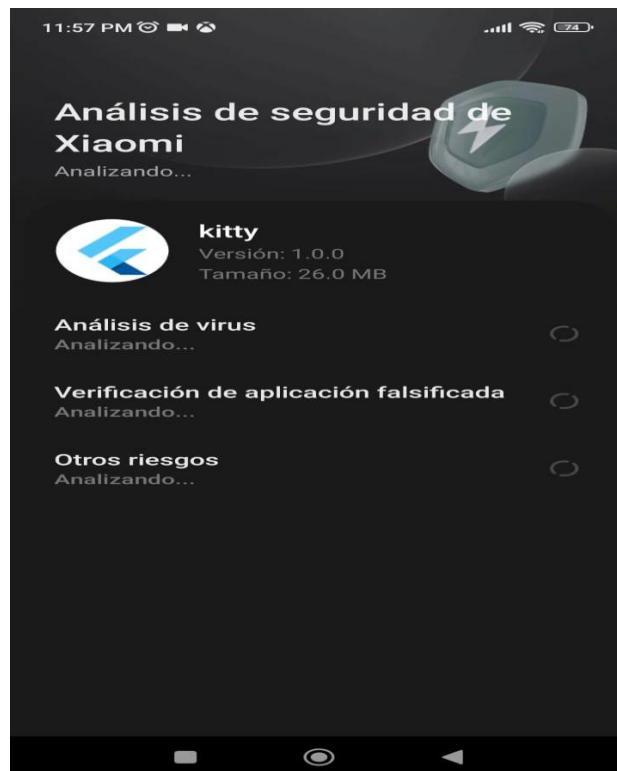 11:57 PM
74
Análisis de seguridad de
Xiaomi
Analizando...
kitty
Versión: 1.0.0
Tamaño: 26.0 MB
Análisis de virus
Analizando...
Verificación de aplicación falsificada
Analizando...
Otros riesgos
Analizando...